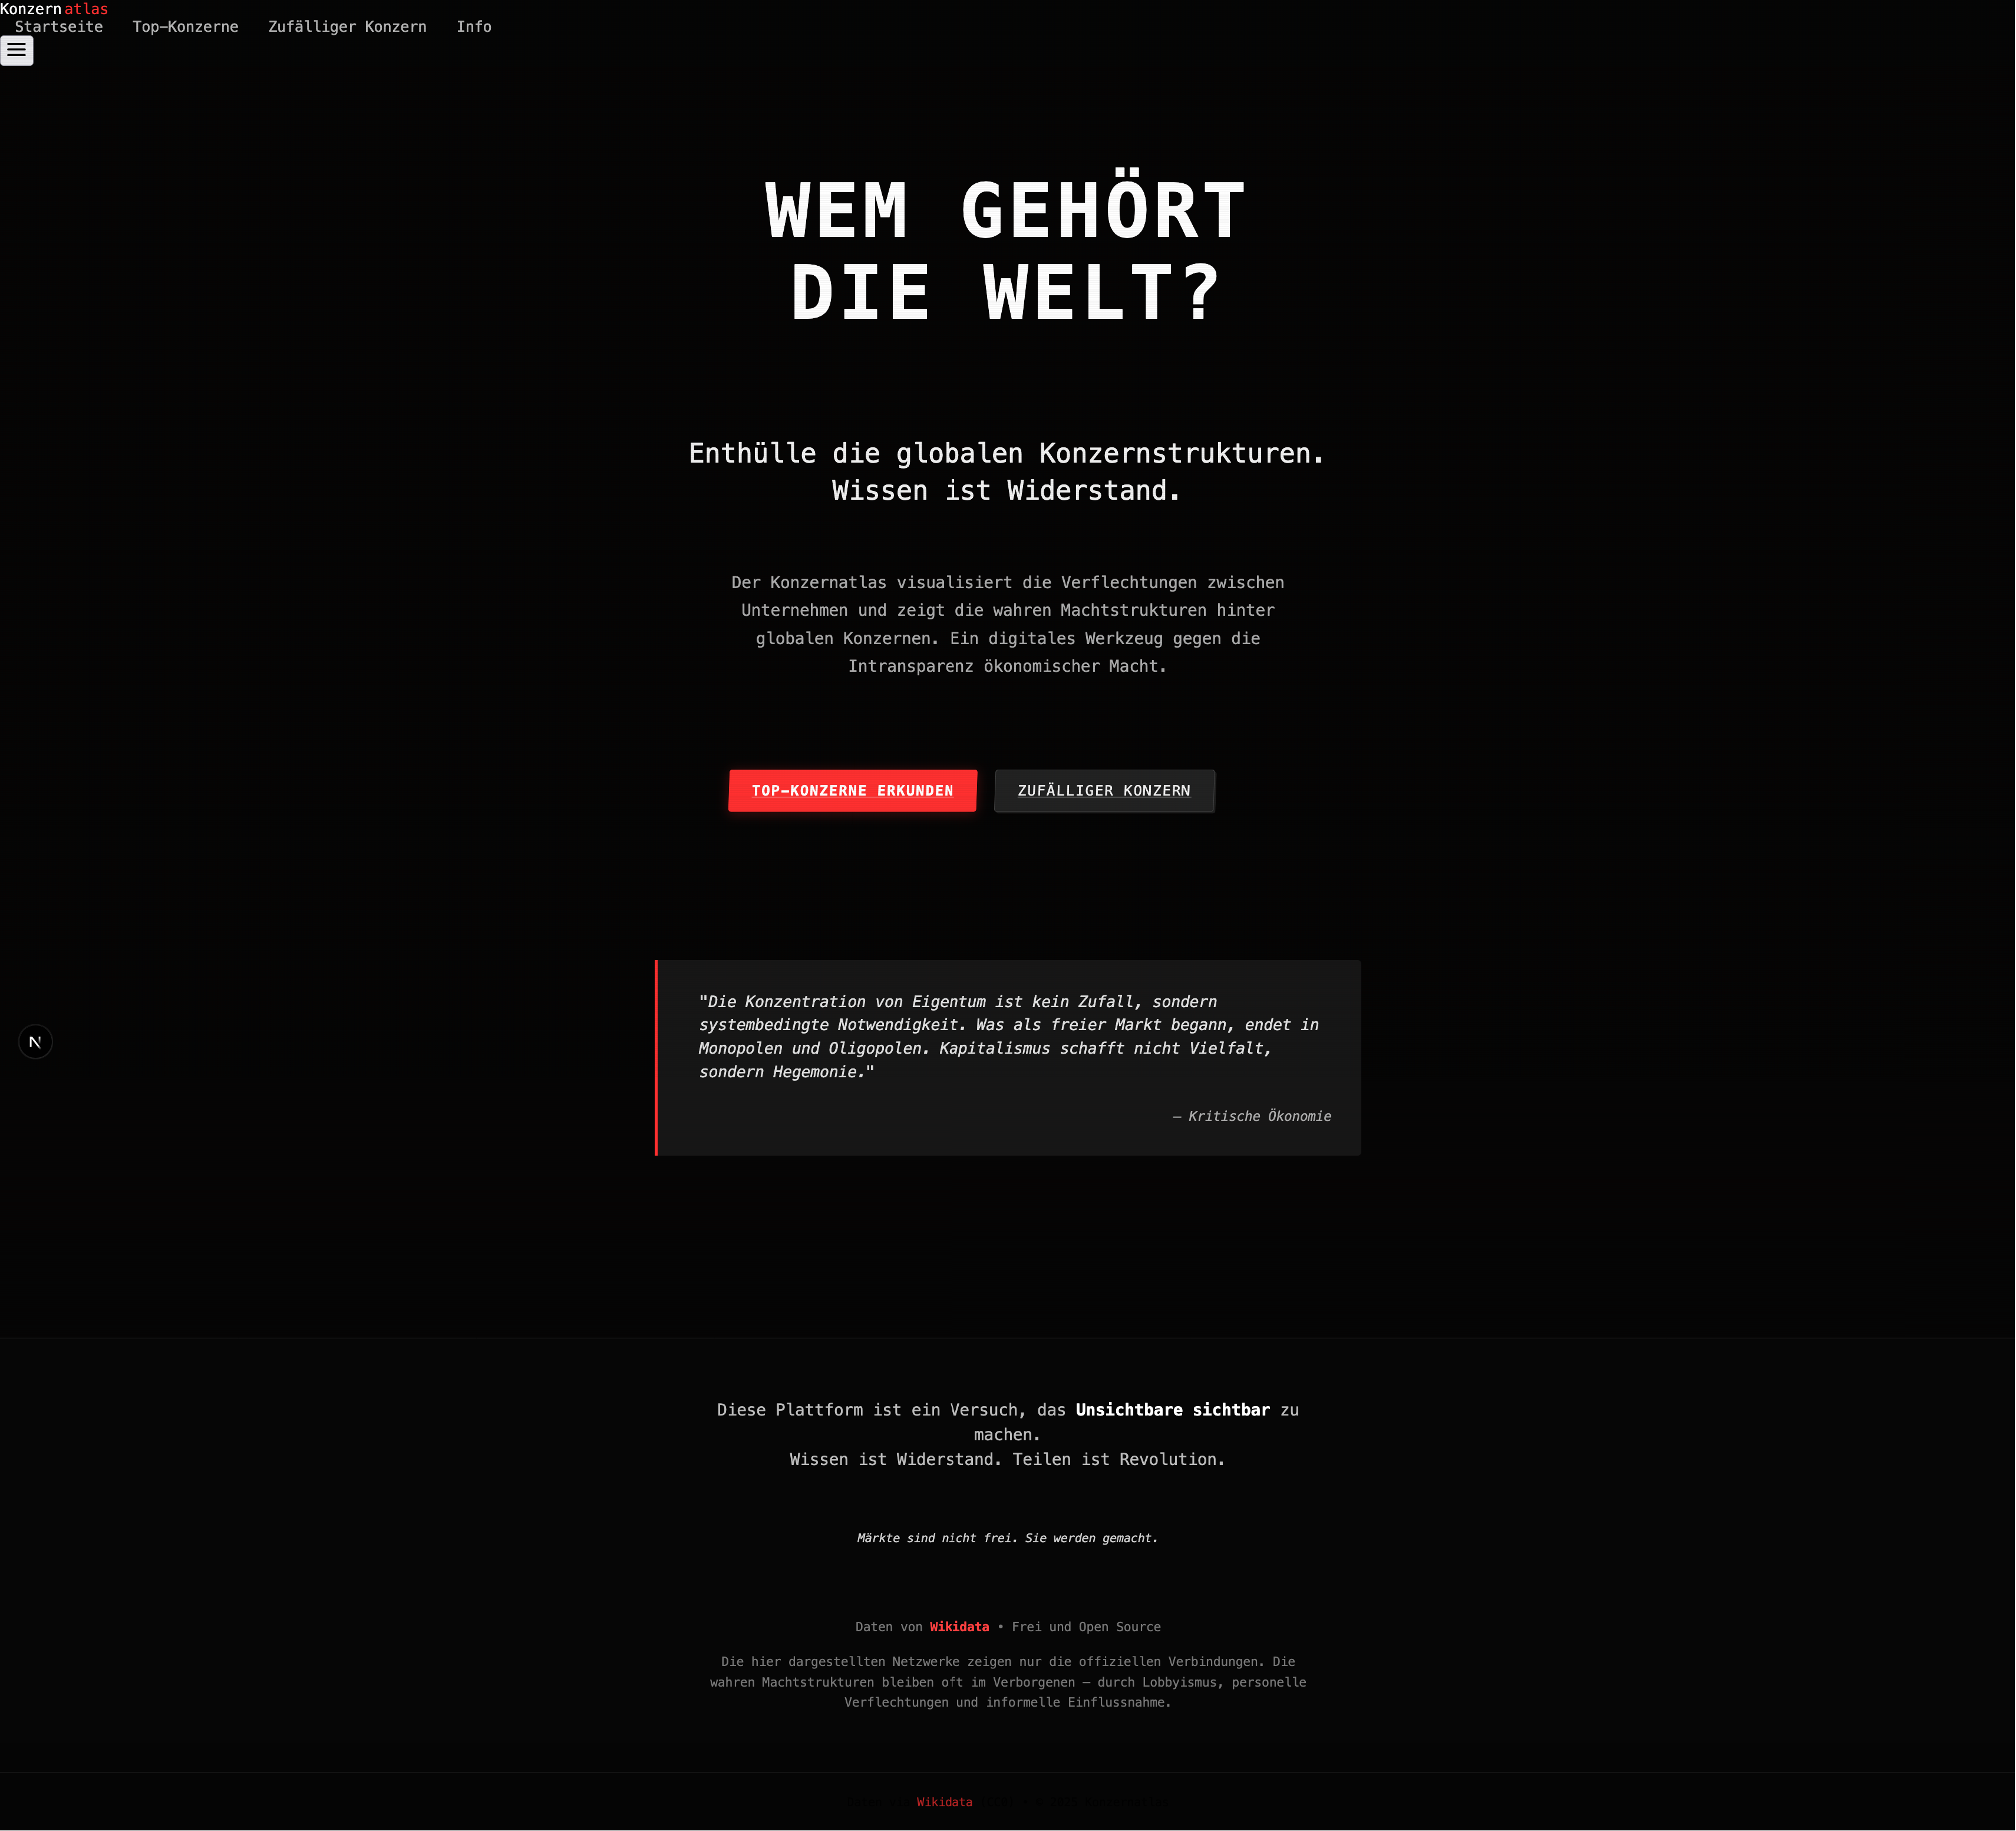 Konzernatlas
Startseite Top-Konzerne Zufälliger Konzern Info
WEM GEHÖRT
DIE WELT?
Enthülle die globalen Konzernstrukturen.
Wissen ist Widerstand.
Der Konzernatlas visualisiert die Verflechtungen zwischen
Unternehmen und zeigt die wahren Machtstrukturen hinter
globalen Konzernen. Ein digitales Werkzeug gegen die
Intransparenz ökonomischer Macht.
TOP-KONZERNE ERKUNDEN ZUFÄLLIGER KONZERN
"Die Konzentration von Eigentum ist kein Zufall, sondern
systembedingte Notwendigkeit. Was als freier Markt begann, endet in
Monopolen und Oligopolen. Kapitalismus schafft nicht Vielfalt,
sondern Hegemonie."
N
— Kritische Ökonomie
Diese Plattform ist ein Versuch, das Unsichtbare sichtbar zu
machen.
Wissen ist Widerstand. Teilen ist Revolution.
Märkte sind nicht frei. Sie werden gemacht.
Daten von Wikidata • Frei und Open Source
Die hier dargestellten Netzwerke zeigen nur die offiziellen Verbindungen. Die
wahren Machtstrukturen bleiben oft im Verborgenen — durch Lobbyismus, personelle
Verflechtungen und informelle Einflussnahme.
Wikidata